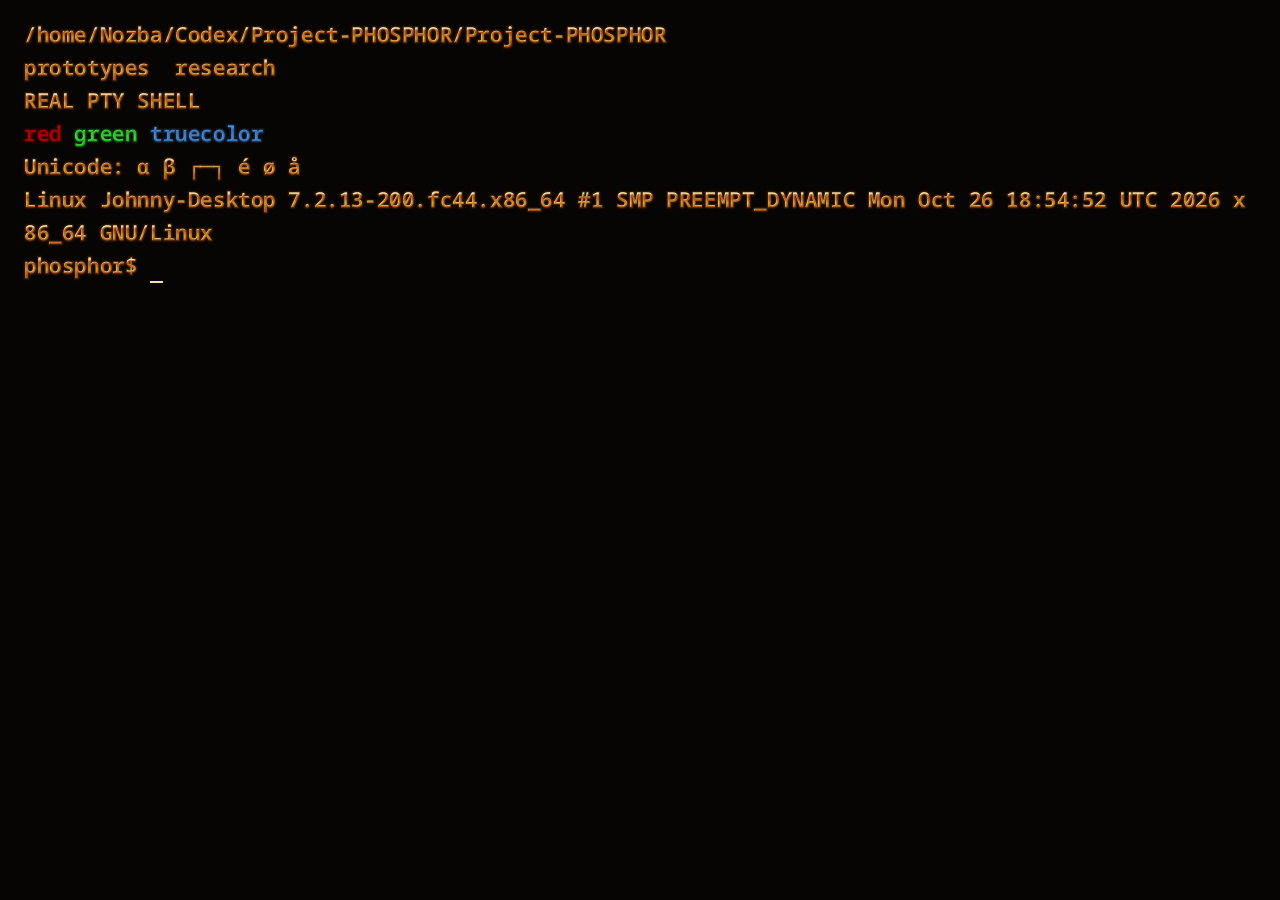 /home/Nozba/Codex/Project-PHOSPHOR/Project-PHOSPHOR
prototypes  research
REAL PTY SHELL
red green truecolor
Unicode: α β ┌─┐ é ø å
Linux Johnny-Desktop 7.2.13-200.fc44.x86_64 #1 SMP PREEMPT_DYNAMIC Mon Oct 26 18:54:52 UTC 2026 x
86_64 GNU/Linux
phosphor$ _